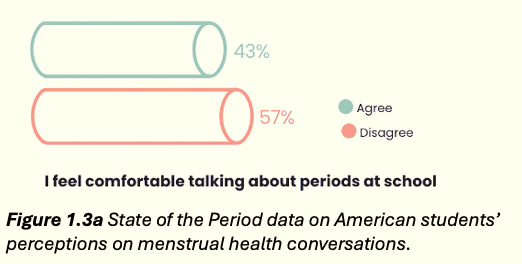 43%
57%
Agree
Disagree
I feel comfortable talking about periods at school
Figure 1.3a State of the Period data on American students’
perceptions on menstrual health conversations.